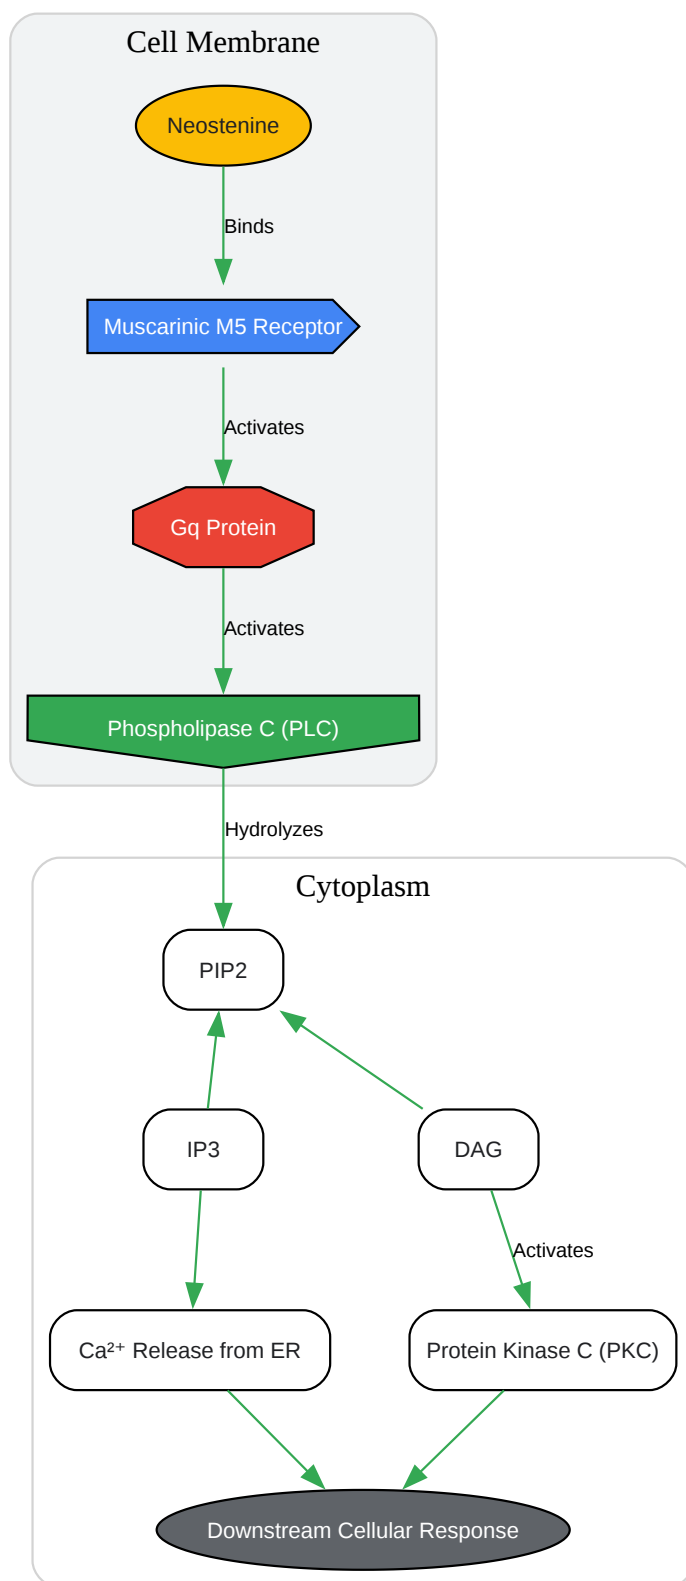 Cell Membrane
Neostenine
Binds
Muscarinic M5 Receptor
Activates
Gq Protein
Activates
Phospholipase C (PLC)
Hydrolyzes
Cytoplasm
PIP2
IP3
DAG
Activates
Ca²⁺ Release from ER
Protein Kinase C (PKC)
Downstream Cellular Response